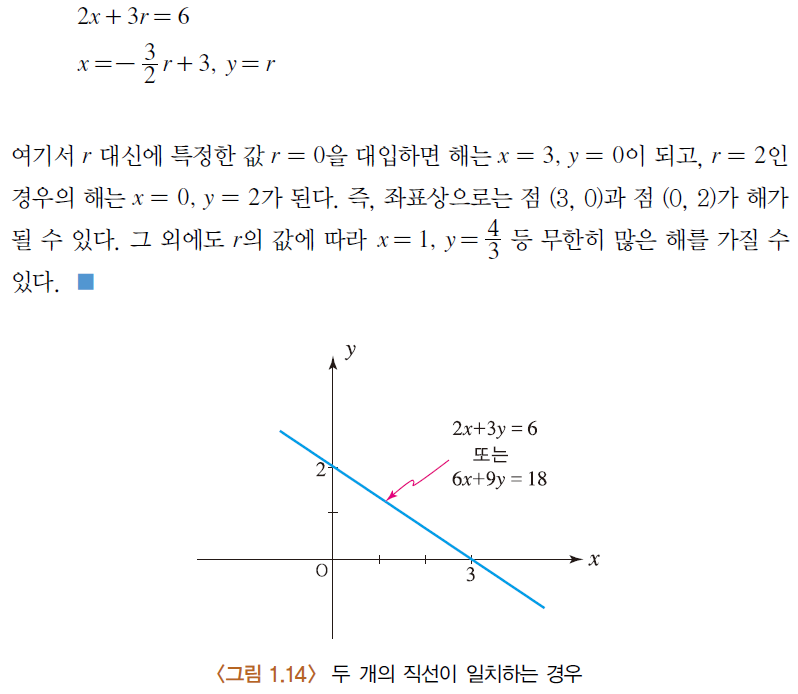 2x + 3r = 6
x = -3/2 r + 3, y = r
여기서 r 대신에 특정한 값 r = 0을 대입하면 해는 x = 3, y = 0이 되고, r = 2인
경우의 해는 x = 0, y = 2가 된다. 즉, 좌표상으로는 점 (3, 0)과 점 (0, 2)가 해가
될 수 있다. 그 외에도 r의 값에 따라 x = 1, y = 4/3 등 무한히 많은 해를 가질 수
있다. ■
y
2x+3y = 6
또는
6x+9y = 18
2
O
3
x
〈그림 1.14〉 두 개의 직선이 일치하는 경우